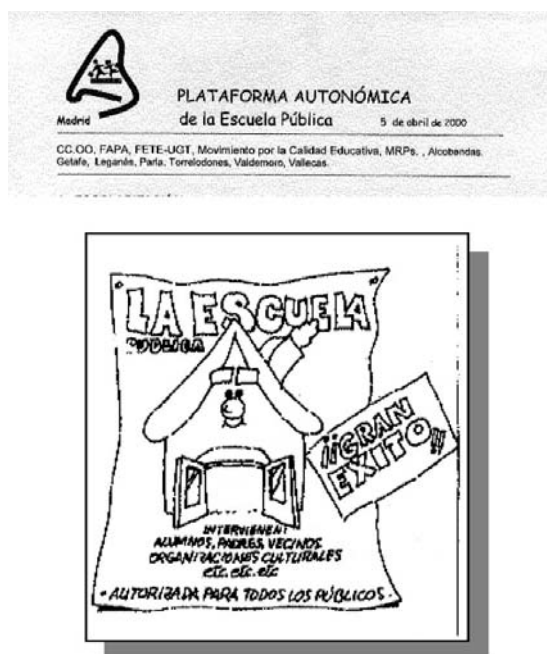 PLATAFORMA AUTONÓMICA
Madrid de la Escuela Pública 5 de abril de 2000
CC.OO, FAPA, FETE-UGT, Movimiento por la Calidad Educativa, MRPs. , Alcobendas,
Getafe, Leganés, Parla, Torrelodones, Valdemoro, Vallecas.
LA ESCUELA
PUBLICA
¡¡GRAN
EXITO!!
INTERVIENEN:
ALUMNOS, PADRES, VECINOS
ORGANIZACIONES CULTURALES
etc. etc. etc
- AUTORIZADA PARA TODOS LOS PÚBLICOS -